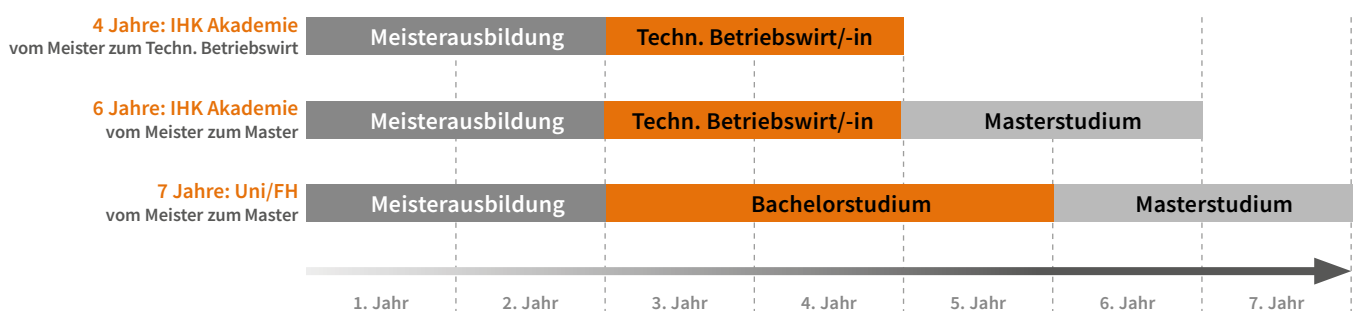 4 Jahre: IHK Akademie
vom Meister zum Techn. Betriebswirt
Meisterausbildung
Techn. Betriebswirt/-in
6 Jahre: IHK Akademie
vom Meister zum Master
Meisterausbildung
Techn. Betriebswirt/-in
Masterstudium
7 Jahre: Uni/FH
vom Meister zum Master
Meisterausbildung
Bachelorstudium
Masterstudium
1. Jahr
2. Jahr
3. Jahr
4. Jahr
5. Jahr
6. Jahr
7. Jahr